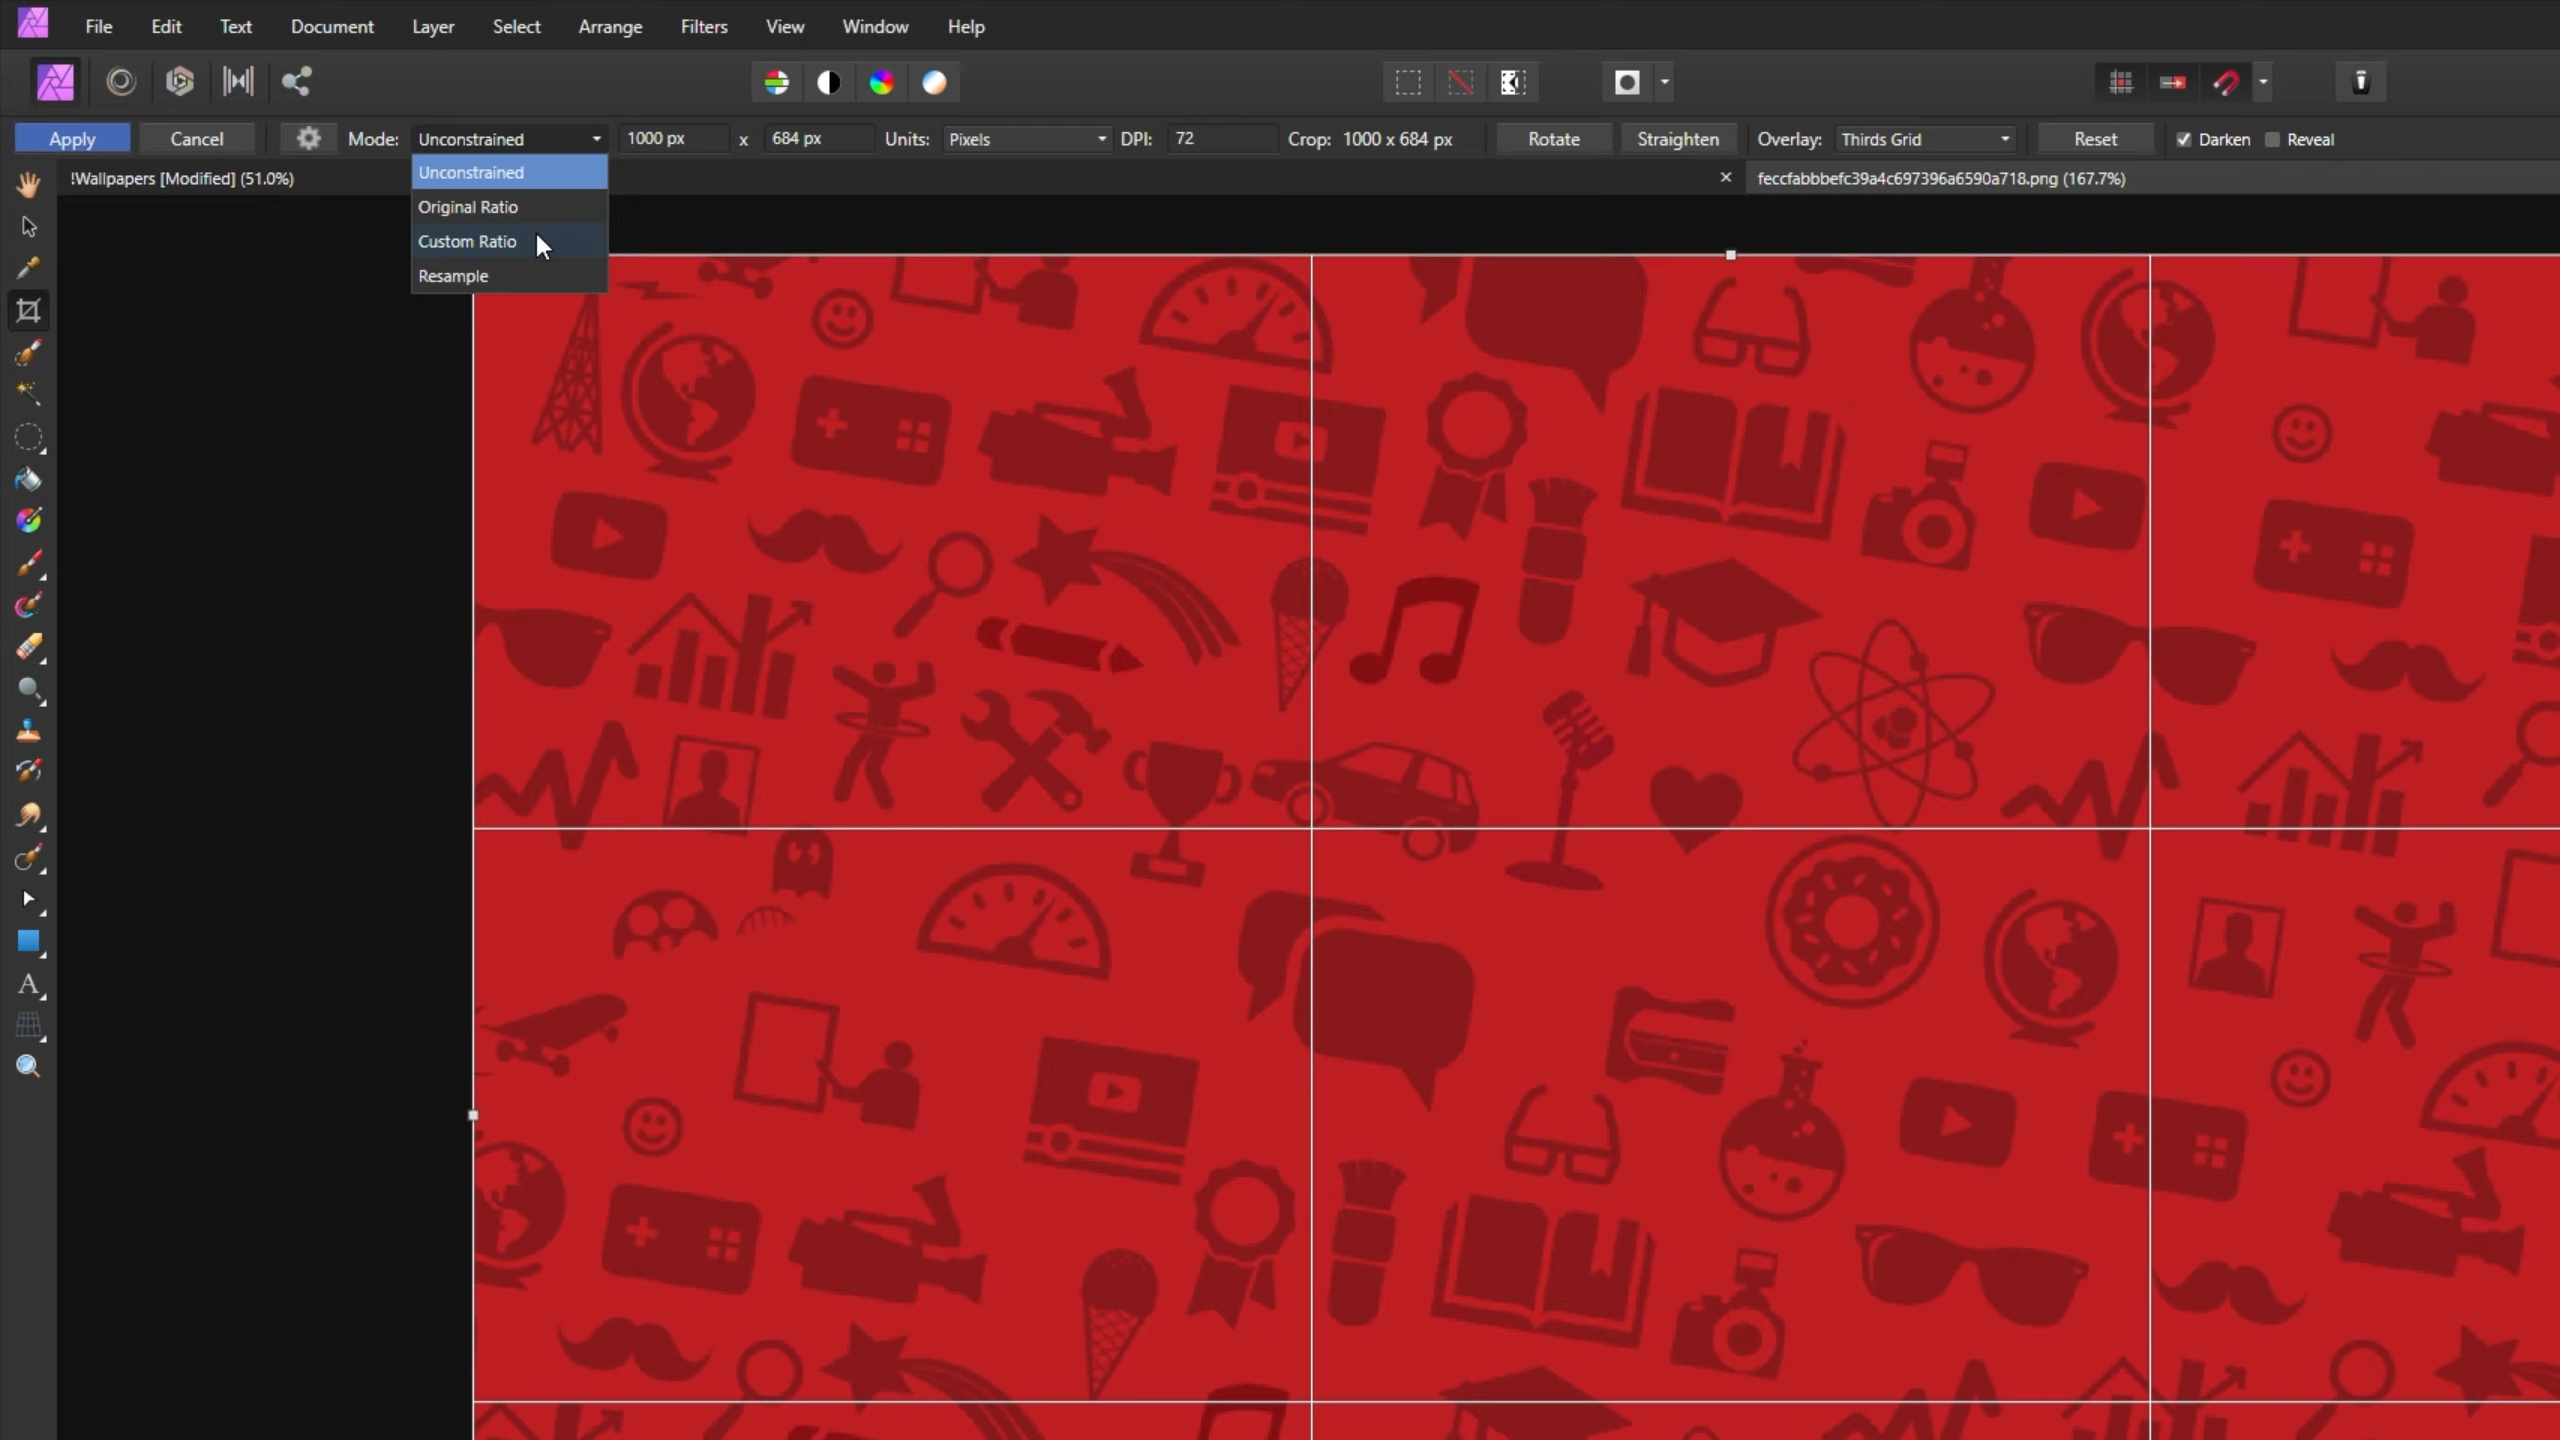 File Edit Text Document Layer Select Arrange Filters View Window Help
Apply Cancel Mode: Unconstrained 1000 px x 684 px Units: Pixels DPI: 72 Crop: 1000 x 684 px Rotate Straighten Overlay: Thirds Grid Reset Darken Reveal
!Wallpapers [Modified] (51.0%) feccfabbbefc39a4c697396a6590a718.png (167.7%)
Unconstrained
Original Ratio
Custom Ratio
Resample